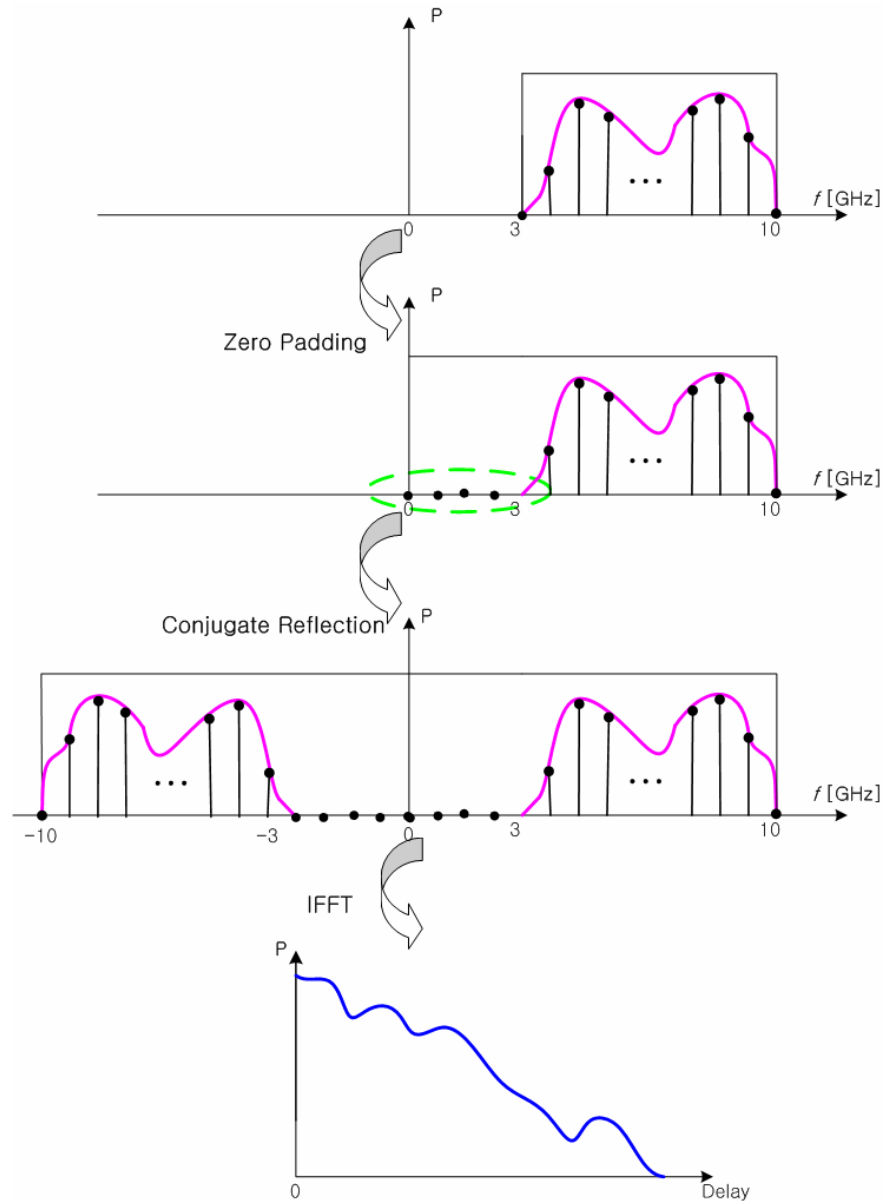 P
f [GHz]
0 3 10
P
Zero Padding
f [GHz]
0 3 10
Conjugate Reflection
P
f [GHz]
-10 -3 0 3 10
IFFT
P
0 Delay